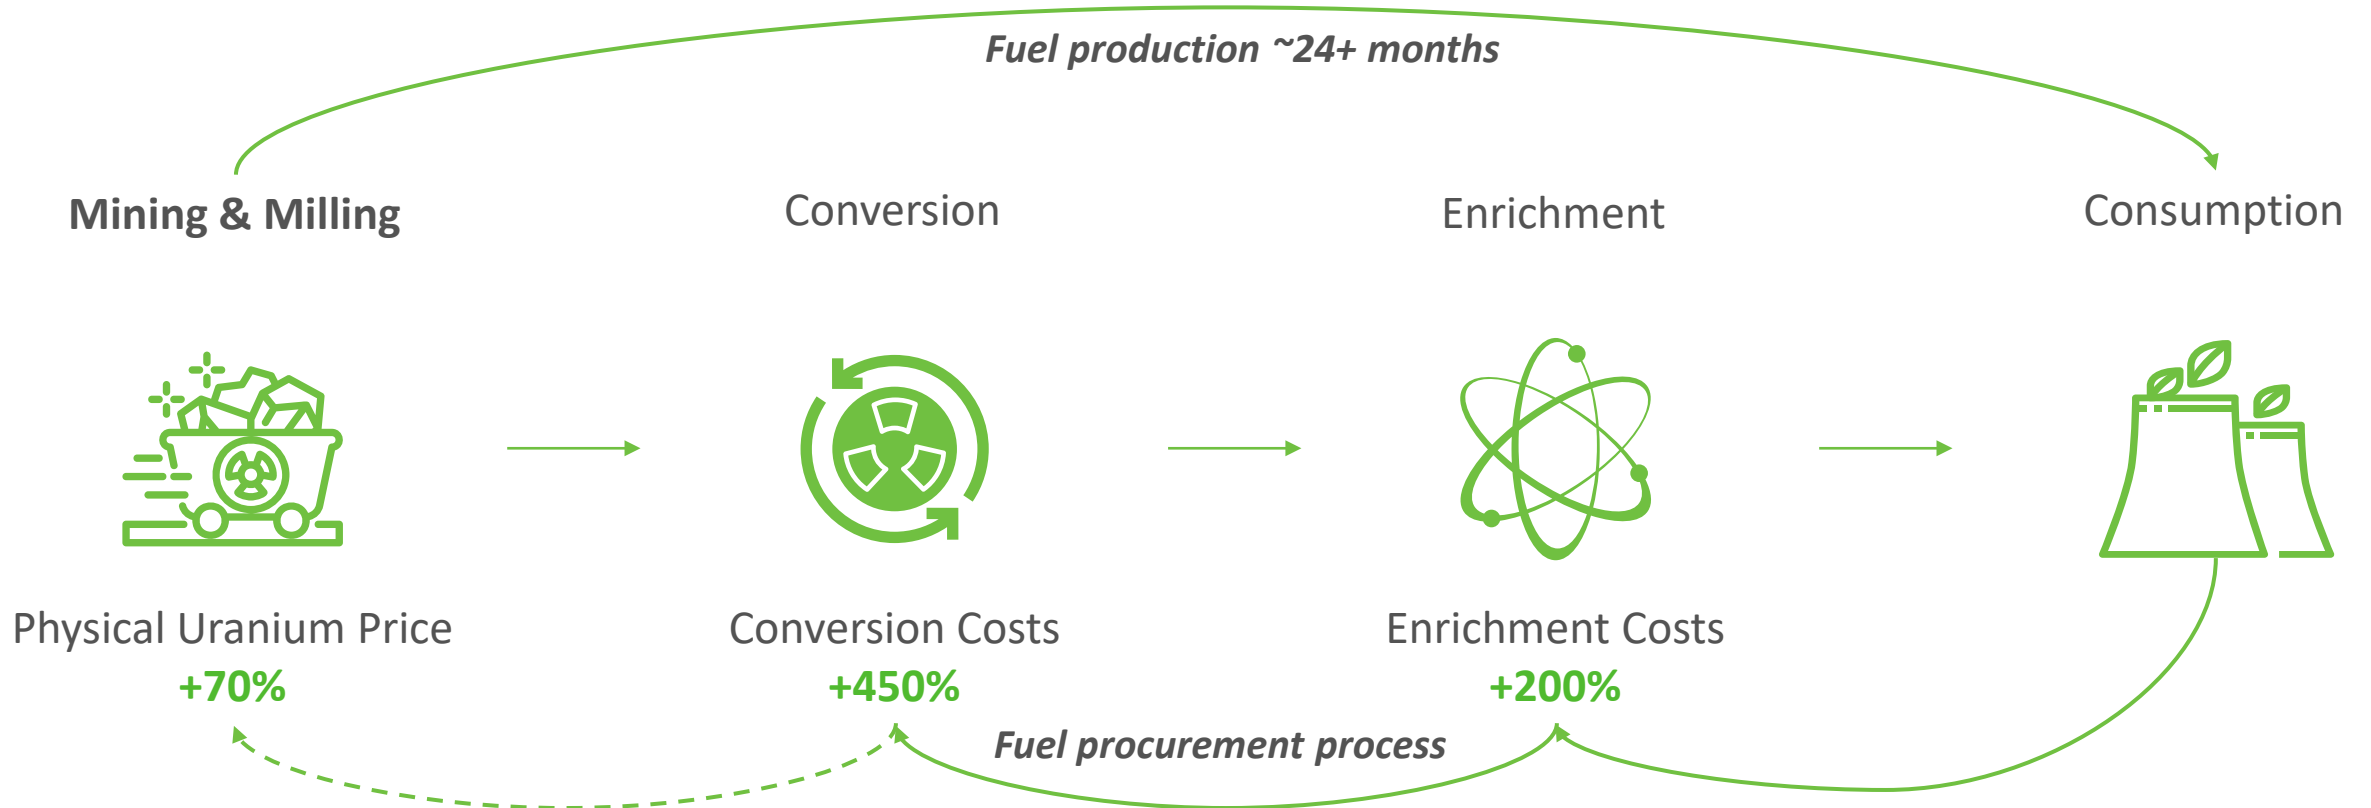 Fuel production ~24+ months
Mining & Milling
Conversion
Enrichment
Consumption
Physical Uranium Price
+70%
Conversion Costs
+450%
Enrichment Costs
+200%
Fuel procurement process